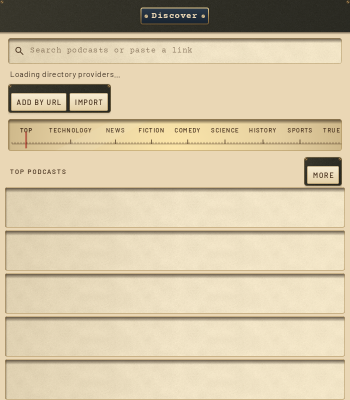 Discover
Search podcasts or paste a link
Loading directory providers...
ADD BY URL IMPORT
TOP TECHNOLOGY NEWS FICTION COMEDY SCIENCE HISTORY SPORTS TRUE
TOP PODCASTS
MORE